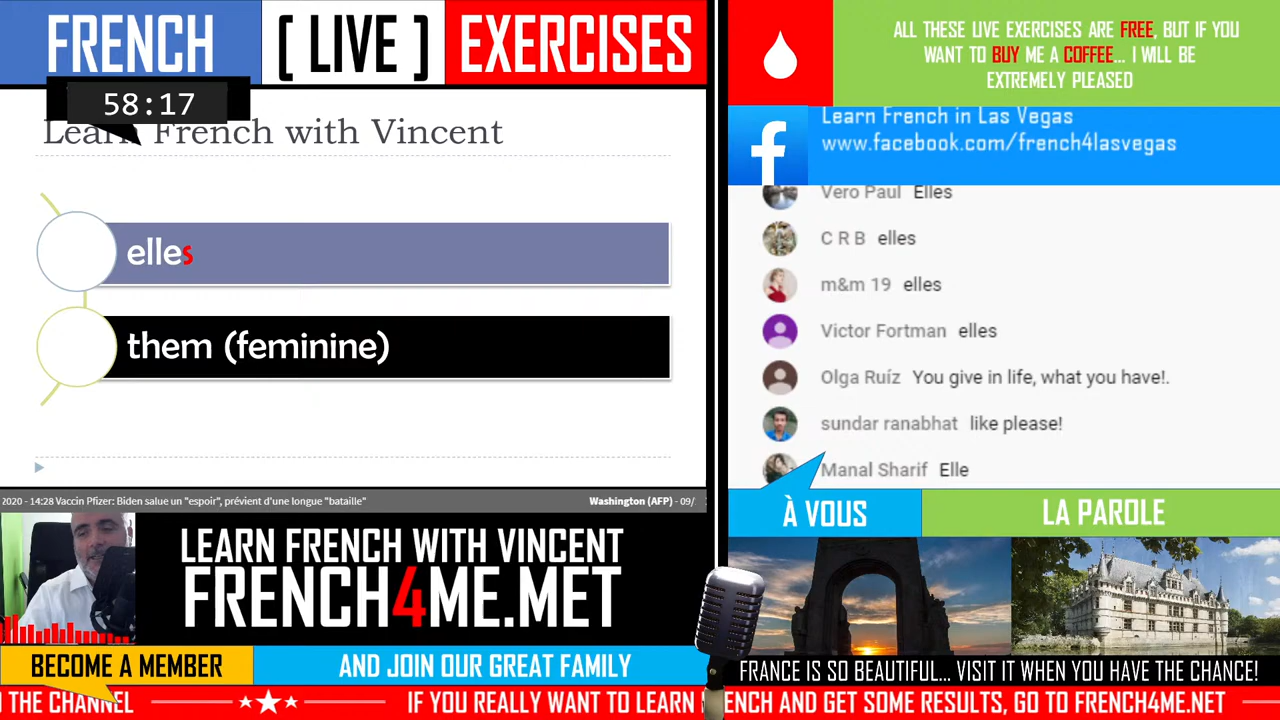 FRENCH
[ LIVE ]
EXERCISES
58:17
Learn French with Vincent
elles
them (feminine)
2020 - 14:28 Vaccin Pfizer: Biden salue un "espoir", prévient d'une longue "bataille"
Washington (AFP) - 09/
LEARN FRENCH WITH VINCENT
FRENCH4ME.MET
BECOME A MEMBER
AND JOIN OUR GREAT FAMILY
ALL THESE LIVE EXERCISES ARE FREE, BUT IF YOU
WANT TO BUY ME A COFFEE... I WILL BE
EXTREMELY PLEASED
Learn French in Las Vegas
www.facebook.com/french4lasvegas
Vero Paul Elles
C R B elles
m&m 19 elles
Victor Fortman elles
Olga Ruíz You give in life, what you have!.
sundar ranabhat like please!
Manal Sharif Elle
À VOUS
LA PAROLE
FRANCE IS SO BEAUTIFUL... VISIT IT WHEN YOU HAVE THE CHANCE!
O THE CHANNEL
IF YOU REALLY WANT TO LEARN FRENCH AND GET SOME RESULTS, GO TO FRENCH4ME.NET